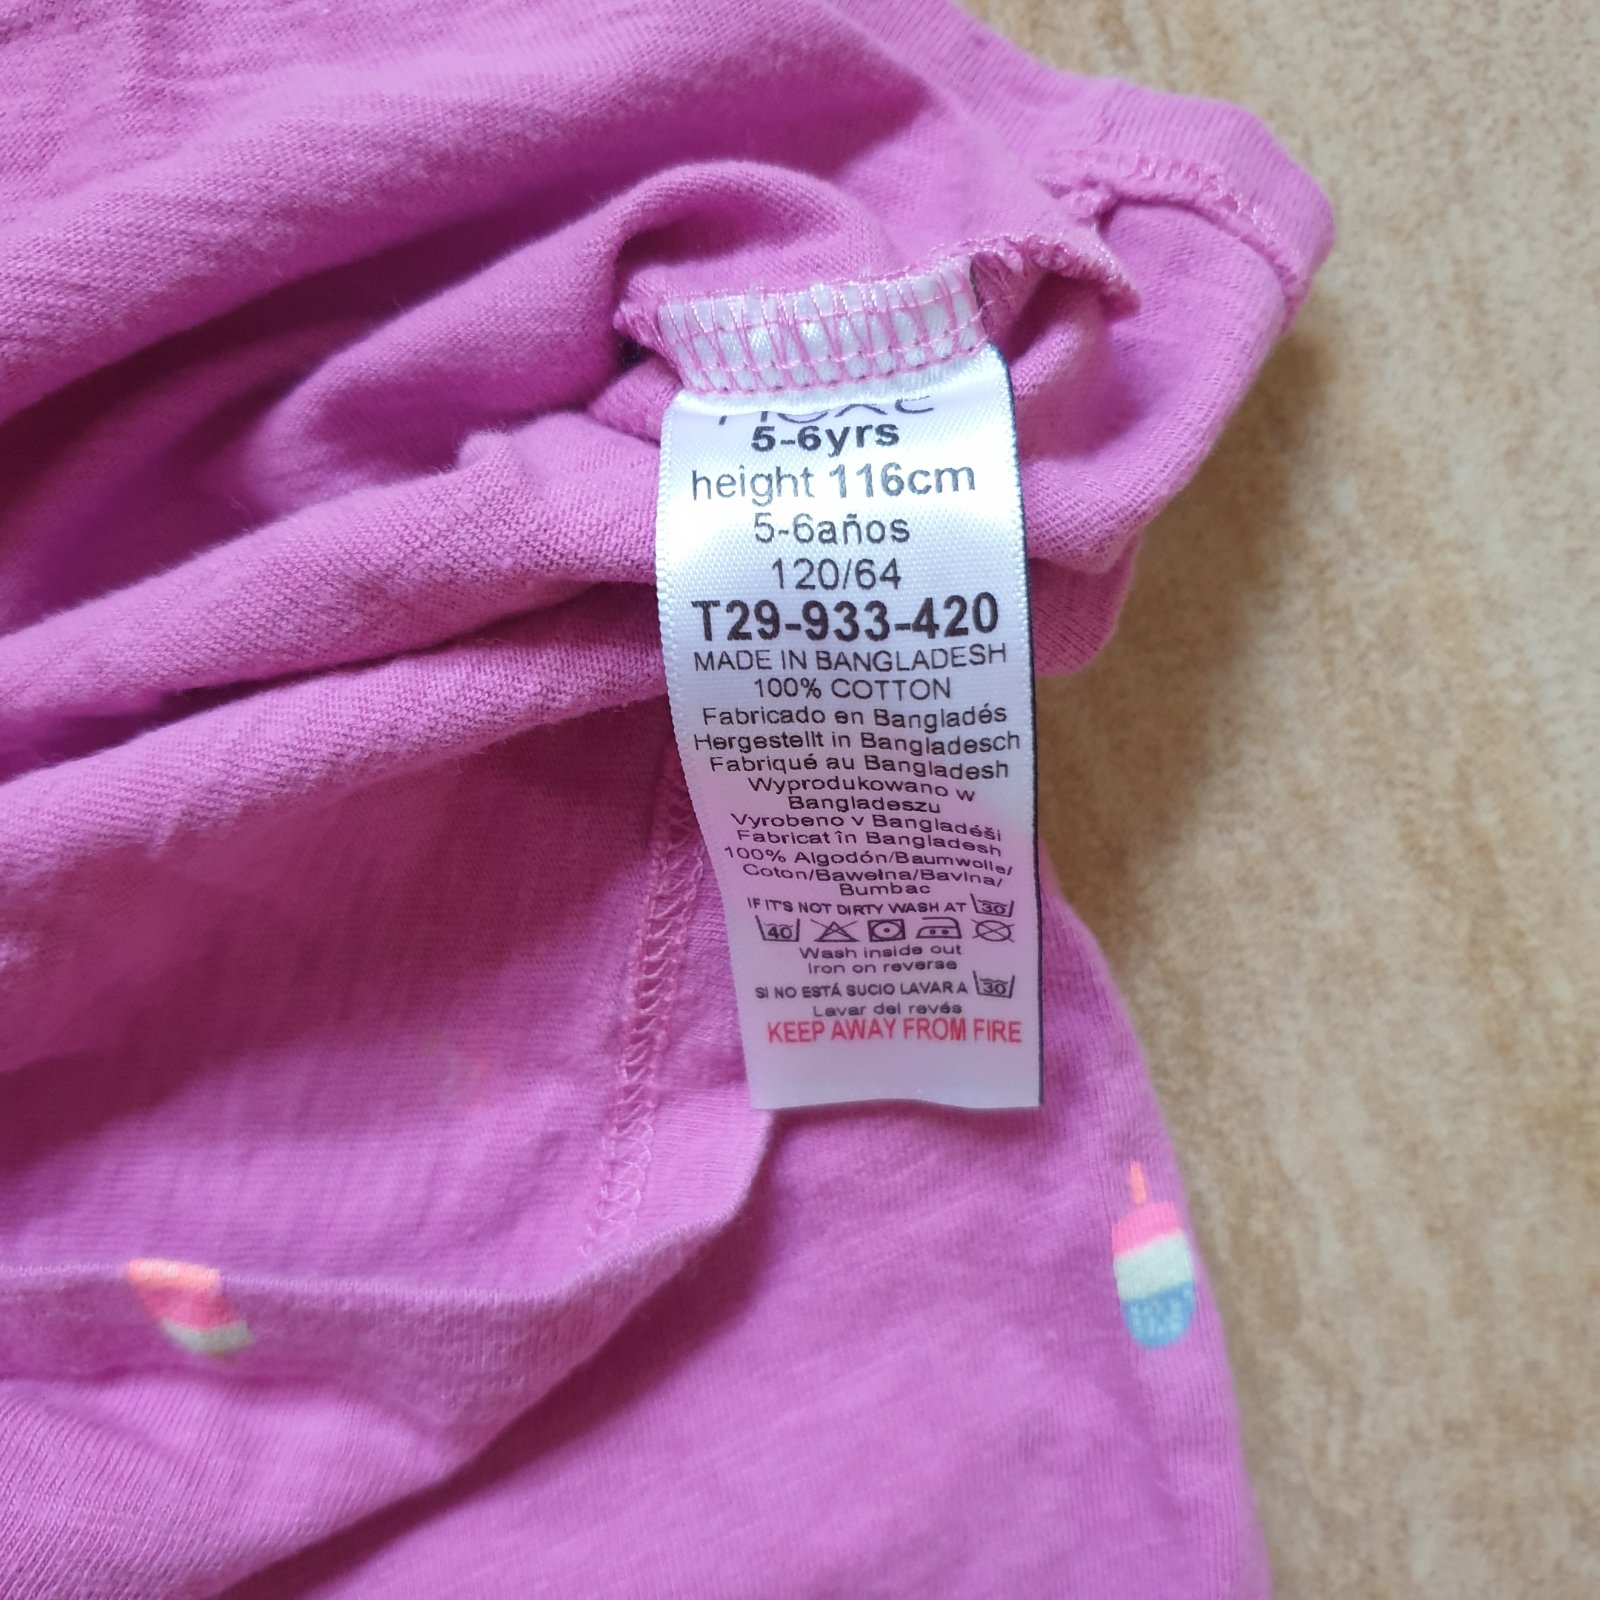 5-6yrs
height 116cm
5-6años
120/64
T29-933-420
MADE IN BANGLADESH
100% COTTON
Fabricado en Bangladés
Hergestellt in Bangladesch
Fabriqué au Bangladesh
Wyprodukowano w
Bangladeszu
Vyrobeno v Bangladéši
Fabricat în Bangladesh
100% Algodón/Baumwolle/
Coton/Bawełna/Bavlna/
Bumbac
IF IT'S NOT DIRTY WASH AT 30
40
Wash inside out
Iron on reverse
SI NO ESTÁ SUCIO LAVAR A 30
Lavar del revés
KEEP AWAY FROM FIRE